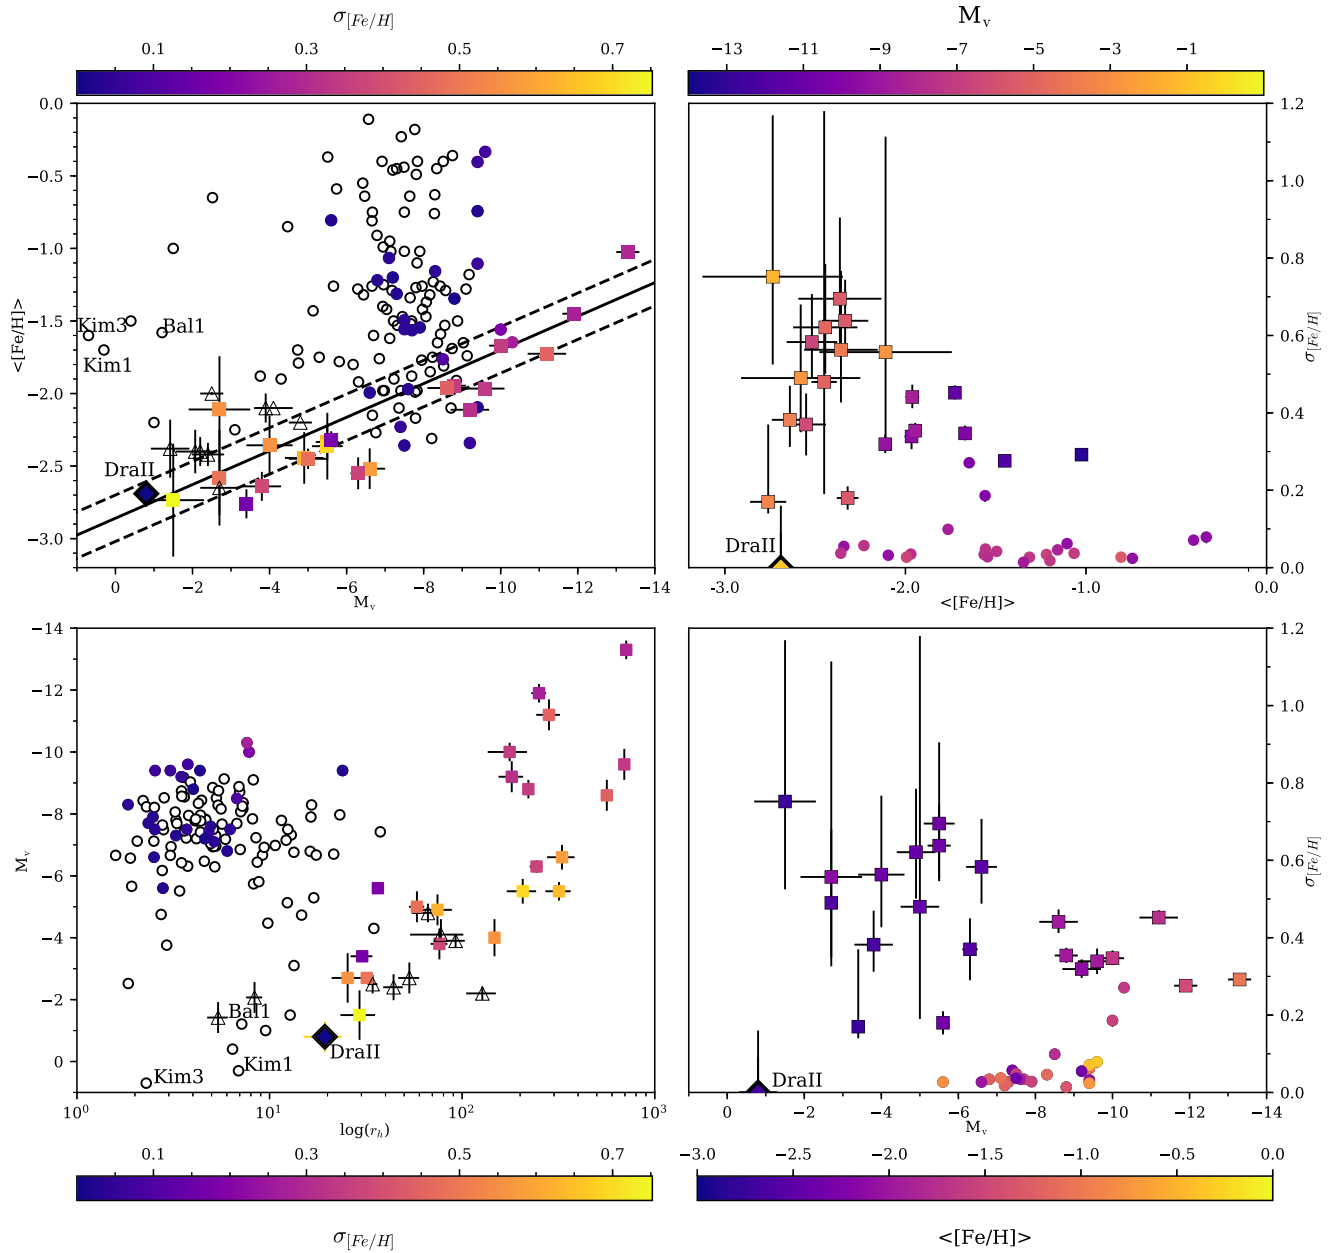 σ[Fe/H]
0.1 0.3 0.5 0.7
M_v
−13 −11 −9 −7 −5 −3 −1
0.0
−0.5
−1.0
−1.5
−2.0
−2.5
−3.0
<[Fe/H]>
Kim3
Bal1
Kim1
DraII
0 −2 −4 −6 −8 −10 −12 −14
M_v
1.2
1.0
0.8
0.6
0.4
0.2
0.0
σ[Fe/H]
DraII
−3.0 −2.0 −1.0 0.0
<[Fe/H]>
−14
−12
−10
−8
−6
−4
−2
0
M_v
Bal1
DraII
Kim1
Kim3
10^0 10^1 10^2 10^3
log(r_h)
1.2
1.0
0.8
0.6
0.4
0.2
0.0
σ[Fe/H]
DraII
0 −2 −4 −6 −8 −10 −12 −14
M_v
0.1 0.3 0.5 0.7
σ[Fe/H]
−3.0 −2.5 −2.0 −1.5 −1.0 −0.5 0.0
<[Fe/H]>